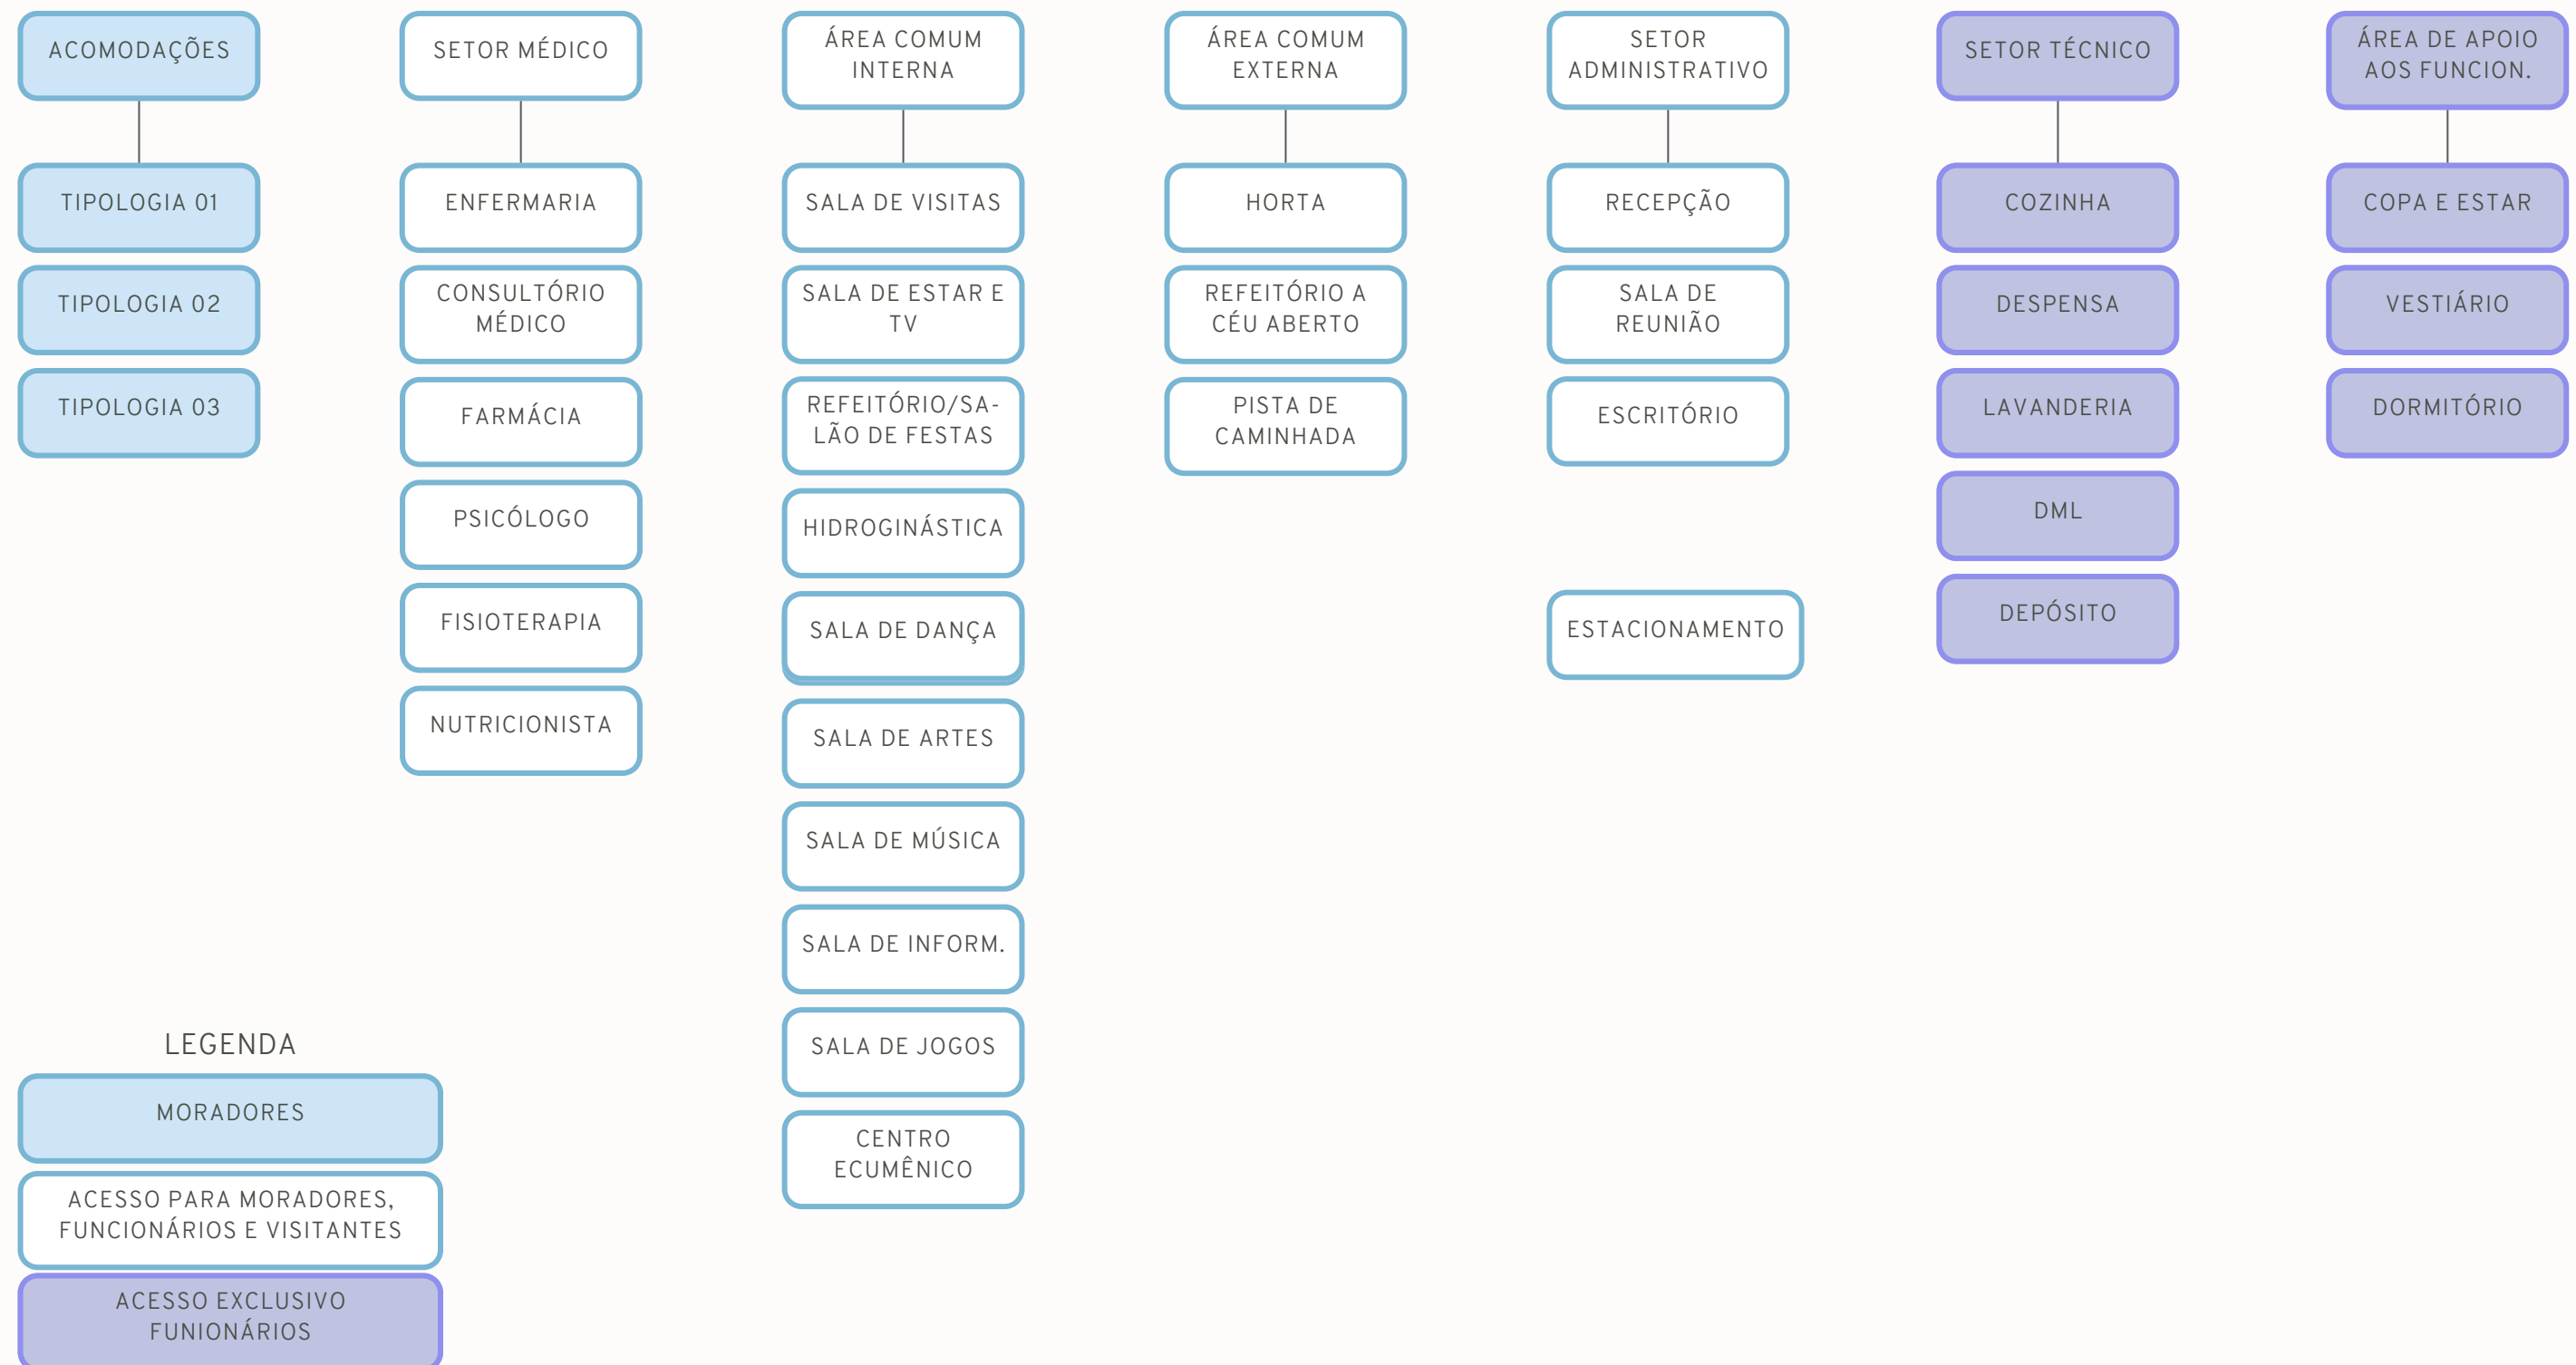 ACOMODAÇÕES
TIPOLOGIA 01
TIPOLOGIA 02
TIPOLOGIA 03
SETOR MÉDICO
ENFERMARIA
CONSULTÓRIO
MÉDICO
FARMÁCIA
PSICÓLOGO
FISIOTERAPIA
NUTRICIONISTA
ÁREA COMUM
INTERNA
SALA DE VISITAS
SALA DE ESTAR E
TV
REFEITÓRIO/SA-
LÃO DE FESTAS
HIDROGINÁSTICA
SALA DE DANÇA
SALA DE ARTES
SALA DE MÚSICA
SALA DE INFORM.
SALA DE JOGOS
CENTRO
ECUMÊNICO
ÁREA COMUM
EXTERNA
HORTA
REFEITÓRIO A
CÉU ABERTO
PISTA DE
CAMINHADA
SETOR
ADMINISTRATIVO
RECEPÇÃO
SALA DE
REUNIÃO
ESCRITÓRIO
ESTACIONAMENTO
SETOR TÉCNICO
COZINHA
DESPENSA
LAVANDERIA
DML
DEPÓSITO
ÁREA DE APOIO
AOS FUNCION.
COPA E ESTAR
VESTIÁRIO
DORMITÓRIO
LEGENDA
MORADORES
ACESSO PARA MORADORES,
FUNCIONÁRIOS E VISITANTES
ACESSO EXCLUSIVO
FUNIONÁRIOS